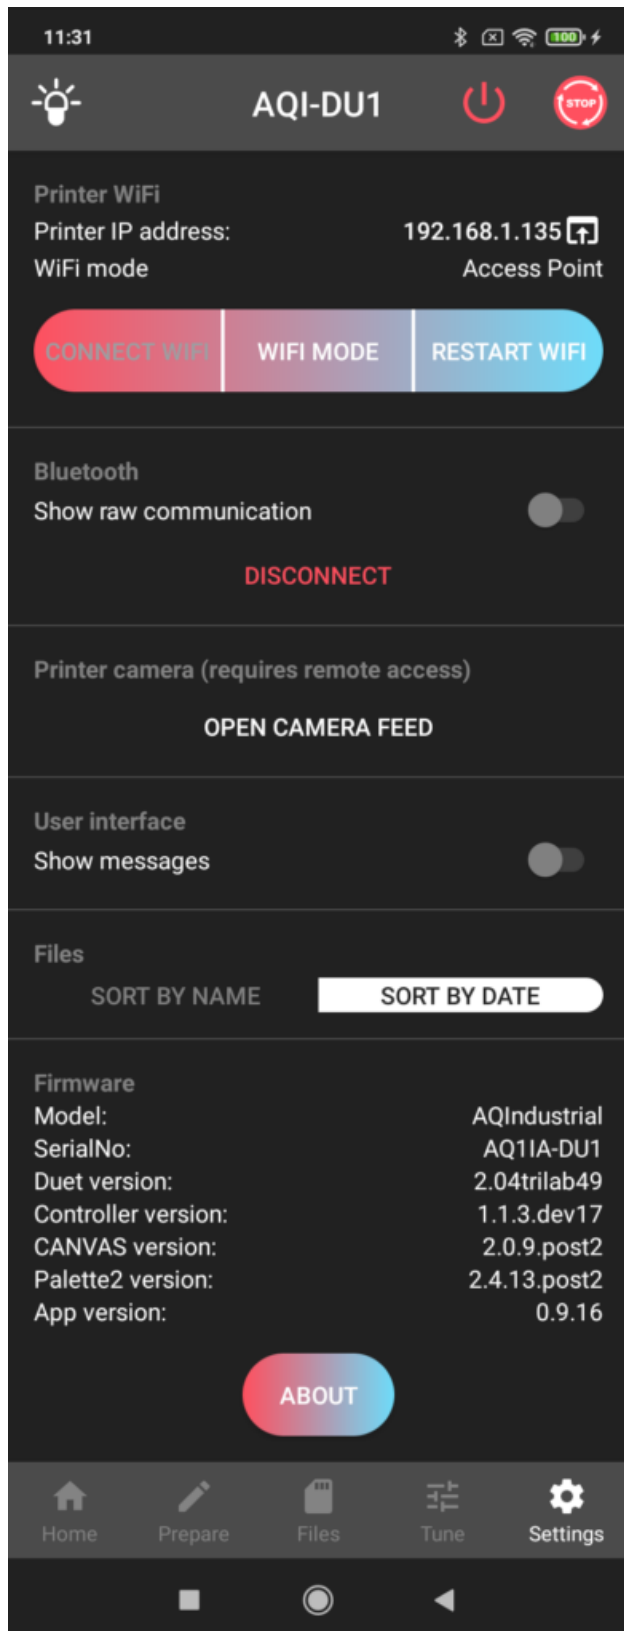 11:31
100
AQI-DU1
STOP
Printer WiFi
Printer IP address: 192.168.1.135
WiFi mode Access Point
CONNECT WIFI WIFI MODE RESTART WIFI
Bluetooth
Show raw communication
DISCONNECT
Printer camera (requires remote access)
OPEN CAMERA FEED
User interface
Show messages
Files
SORT BY NAME SORT BY DATE
Firmware
Model: AQIndustrial
SerialNo: AQ1IA-DU1
Duet version: 2.04trilab49
Controller version: 1.1.3.dev17
CANVAS version: 2.0.9.post2
Palette2 version: 2.4.13.post2
App version: 0.9.16
ABOUT
Home Prepare Files Tune Settings